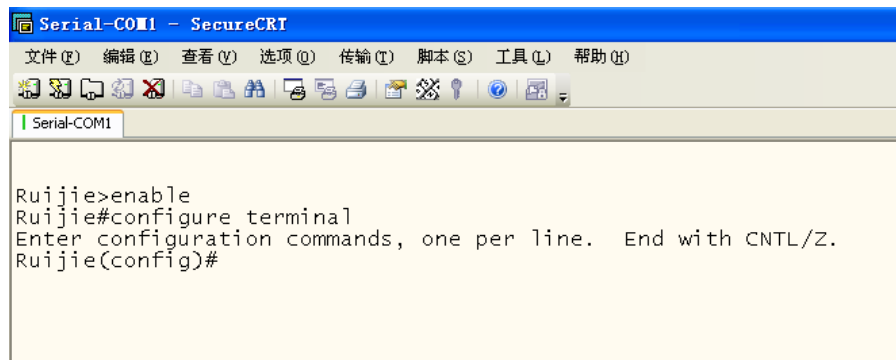 Serial-COM1 - SecureCRT
文件(F) 编辑(E) 查看(V) 选项(O) 传输(T) 脚本(S) 工具(L) 帮助(H)
Serial-COM1
Ruijie>enable
Ruijie#configure terminal
Enter configuration commands, one per line.  End with CNTL/Z.
Ruijie(config)#